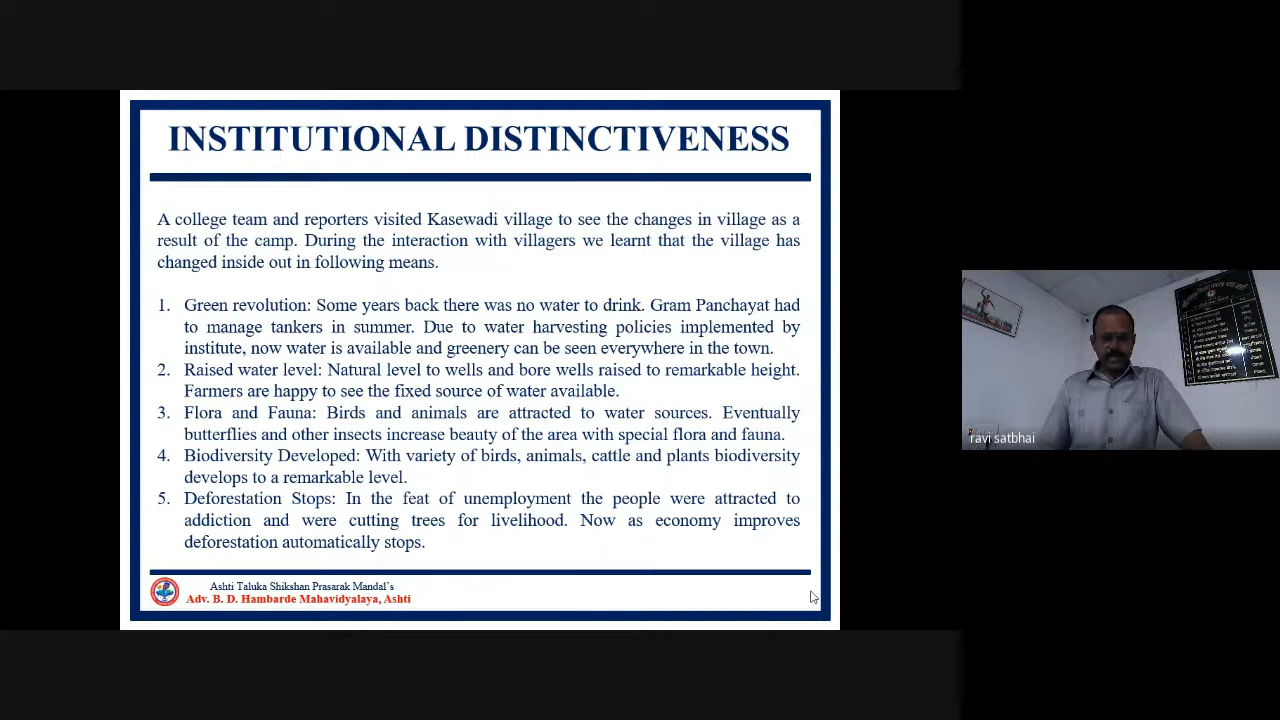 INSTITUTIONAL DISTINCTIVENESS
A college team and reporters visited Kasewadi village to see the changes in village as a
result of the camp. During the interaction with villagers we learnt that the village has
changed inside out in following means.
1. Green revolution: Some years back there was no water to drink. Gram Panchayat had
to manage tankers in summer. Due to water harvesting policies implemented by
institute, now water is available and greenery can be seen everywhere in the town.
2. Raised water level: Natural level to wells and bore wells raised to remarkable height.
Farmers are happy to see the fixed source of water available.
3. Flora and Fauna: Birds and animals are attracted to water sources. Eventually
butterflies and other insects increase beauty of the area with special flora and fauna.
4. Biodiversity Developed: With variety of birds, animals, cattle and plants biodiversity
develops to a remarkable level.
5. Deforestation Stops: In the feat of unemployment the people were attracted to
addiction and were cutting trees for livelihood. Now as economy improves
deforestation automatically stops.
Ashti Taluka Shikshan Prasarak Mandal's
Adv. B. D. Hambarde Mahavidyalaya, Ashti
ravi satbhai